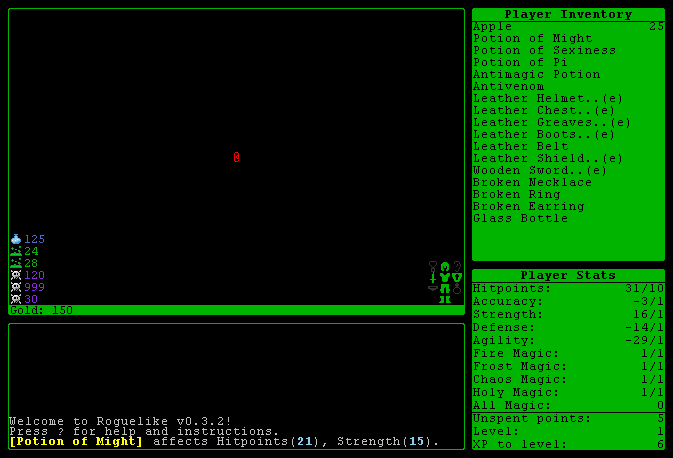 @
125
24
28
120
999
30
Gold: 150
Player Inventory
Apple 25
Potion of Might
Potion of Sexiness
Potion of Pi
Antimagic Potion
Antivenom
Leather Helmet..(e)
Leather Chest..(e)
Leather Greaves..(e)
Leather Boots..(e)
Leather Belt
Leather Shield..(e)
Wooden Sword..(e)
Broken Necklace
Broken Ring
Broken Earring
Glass Bottle
Player Stats
Hitpoints: 31/10
Accuracy: -3/1
Strength: 16/1
Defense: -14/1
Agility: -29/1
Fire Magic: 1/1
Frost Magic: 1/1
Chaos Magic: 1/1
Holy Magic: 1/1
All Magic: 0
Unspent points: 5
Level: 1
XP to level: 6
Welcome to Roguelike v0.3.2!
Press ? for help and instructions.
[Potion of Might] affects Hitpoints(21), Strength(15).